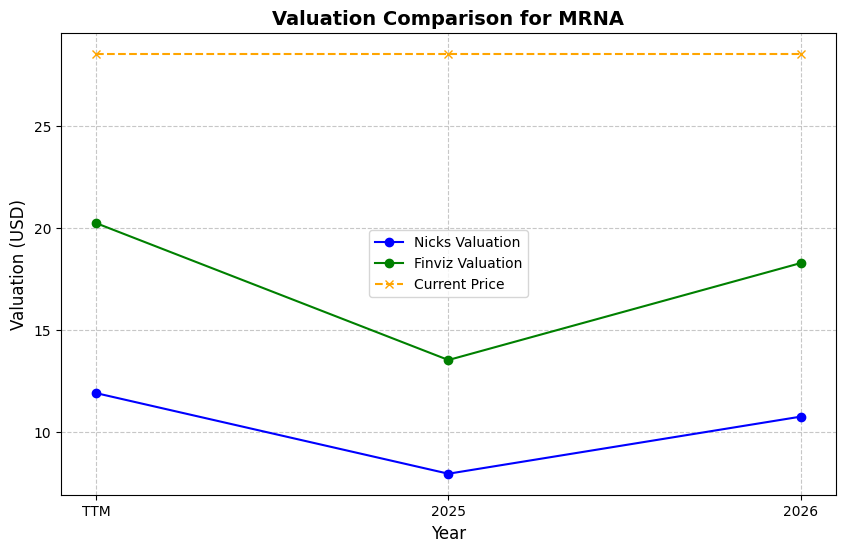 Valuation Comparison for MRNA
Valuation (USD)
25
20
15
10
Nicks Valuation
Finviz Valuation
Current Price
TTM
2025
2026
Year